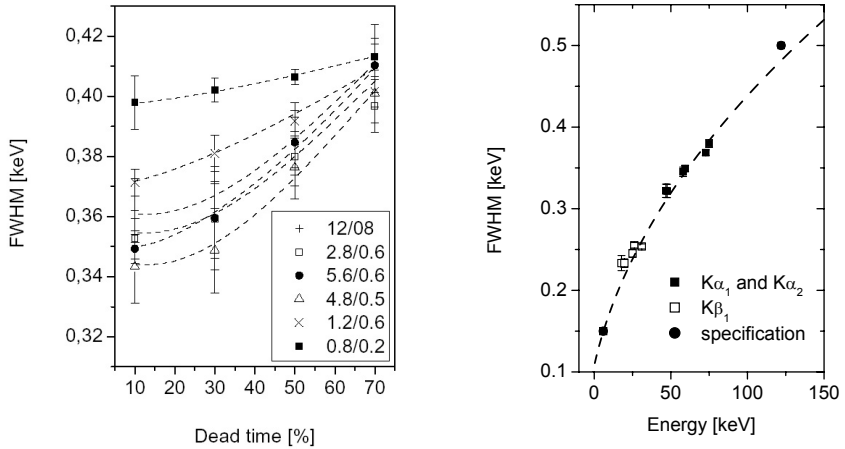 0,42
0,40
0,38
0,36
0,34
0,32
FWHM [keV]
12/08
2.8/0.6
5.6/0.6
4.8/0.5
1.2/0.6
0.8/0.2
10 20 30 40 50 60 70
Dead time [%]
0.5
0.4
0.3
0.2
0.1
FWHM [keV]
Kα₁ and Kα₂
Kβ₁
specification
0 50 100 150
Energy [keV]